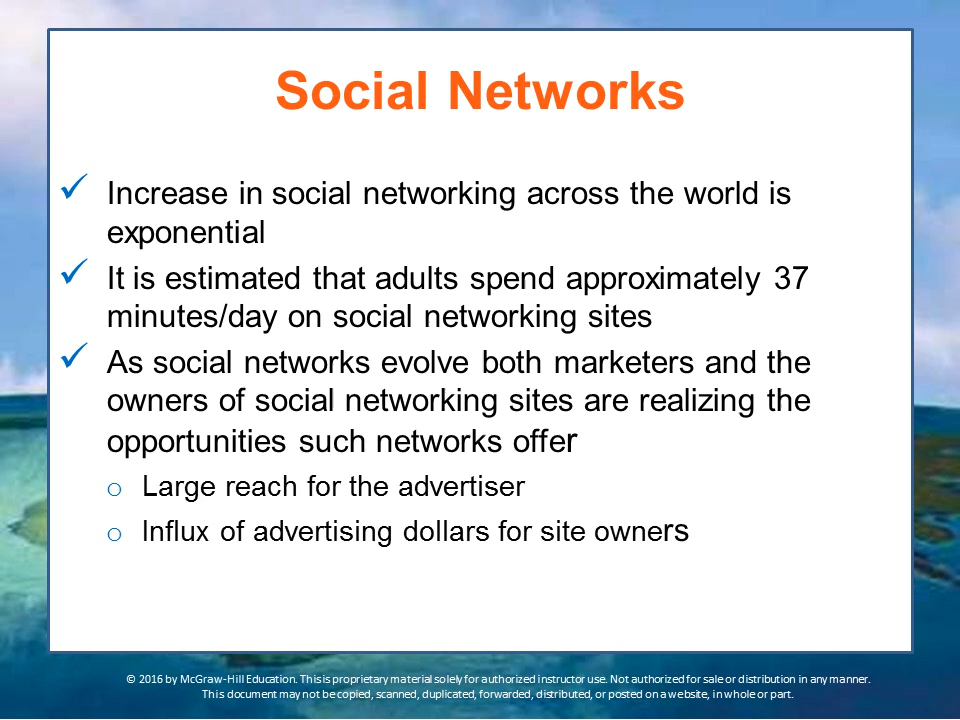 Social Networks
Increase in social networking across the world is
exponential
It is estimated that adults spend approximately 37
minutes/day on social networking sites
As social networks evolve both marketers and the
owners of social networking sites are realizing the
opportunities such networks offer
Large reach for the advertiser
Influx of advertising dollars for site owners
© 2016 by McGraw-Hill Education. This is proprietary material solely for authorized instructor use. Not authorized for sale or distribution in any manner.
This document may not be copied, scanned, duplicated, forwarded, distributed, or posted on a website, in whole or part.